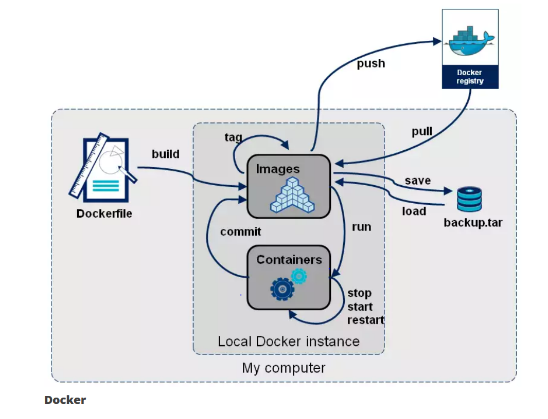 Docker
registry
push
pull
tag
build
Images
save
Dockerfile
load
backup.tar
commit
run
Containers
stop
start
restart
Local Docker instance
My computer
Docker